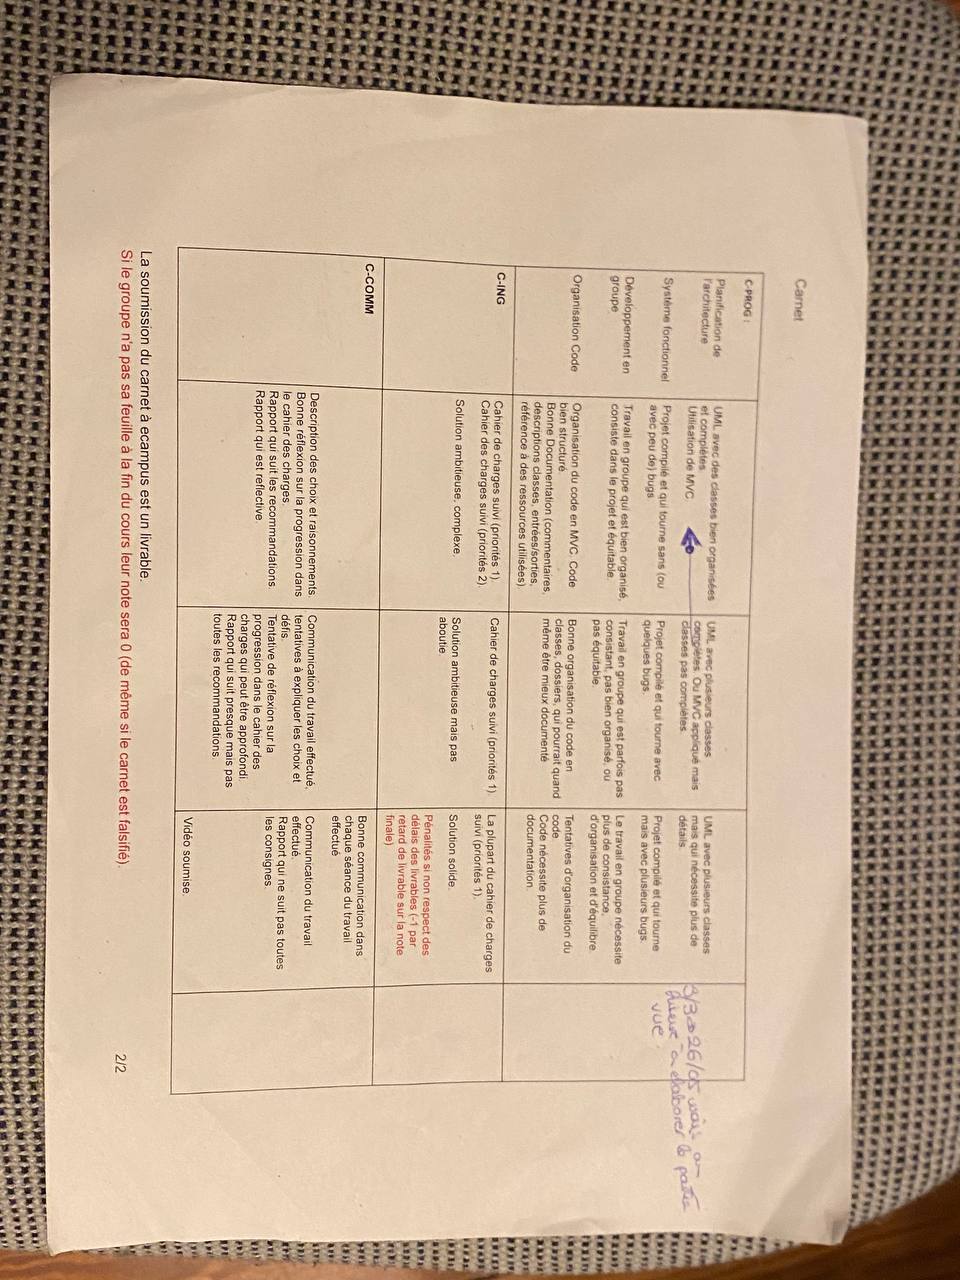 Carnet
C-PROG :
Planification de
l'architecture
UML avec des classes bien organisées
et complètes.
Utilisation de MVC.
UML avec plusieurs classes
complètes. Ou MVC appliqué mais
classes pas complètes.
UML avec plusieurs classes
mais qui nécessite plus de
détails.
3/3 26/05 mais on
à élaborer la partie
vue.
Système fonctionnel
Projet compilé et qui tourne sans (ou
avec peu de) bugs
Projet compilé et qui tourne avec
quelques bugs.
Projet compilé et qui tourne
mais avec plusieurs bugs.
Développement en
groupe
Travail en groupe qui est bien organisé,
consiste dans le projet et équitable.
Travail en groupe qui est parfois pas
consistant, pas bien organisé, ou
pas équitable.
Le travail en groupe nécessite
plus de consistance,
d'organisation et d'équilibre.
Organisation Code
Organisation du code en MVC. Code
bien structuré
Bonne Documentation (commentaires,
descriptions classes, entrées/sorties,
référence à des ressources utilisées).
Bonne organisation du code en
classes, dossiers, qui pourrait quand
même être mieux documenté
Tentatives d'organisation du
code
Code nécessite plus de
documentation.
C-ING
Cahier de charges suivi (priorités 1).
Cahier des charges suivi (priorités 2).
Solution ambitieuse, complexe.
Cahier de charges suivi (priorités 1).
Solution ambitieuse mais pas
aboutie
La plupart du cahier de charges
suivi (priorités 1).
Solution solide.
Pénalités si non respect des
délais des livrables (-1 par
retard de livrable sur la note
finale)
C-COMM
Description des choix et raisonnements.
Bonne réflexion sur la progression dans
le cahier des charges.
Rapport qui suit les recommandations.
Rapport qui est reflective.
Communication du travail effectué,
tentatives à expliquer les choix et
défis.
Tentative de réflexion sur la
progression dans le cahier des
charges qui peut être approfondi.
Rapport qui suit presque mais pas
toutes les recommandations.
Bonne communication dans
chaque séance du travail
effectué
Communication du travail
effectué.
Rapport qui ne suit pas toutes
les consignes.
Vidéo soumise
La soumission du carnet à ecampus est un livrable.
Si le groupe n'a pas sa feuille à la fin du cours leur note sera 0 (de même si le carnet est falsifié).
2/2